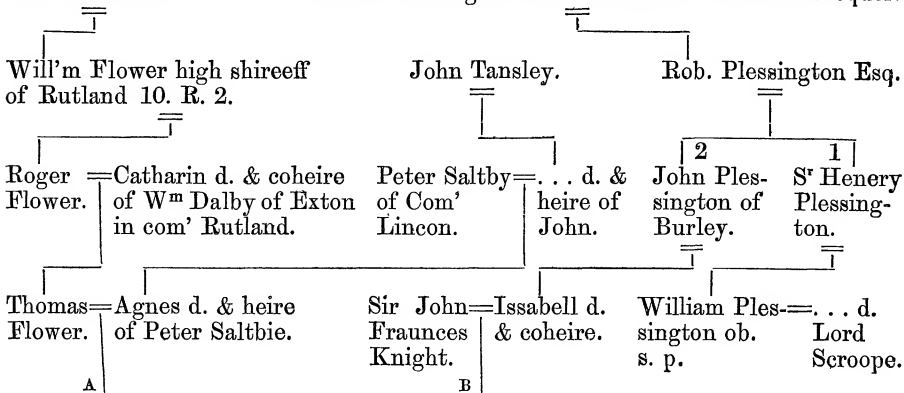 Will'm Flower high shireeff
of Rutland 10. R. 2.
John Tansley.
Rob. Plessington Esq.
Roger
Flower.
=Catharin d. & coheire
of Wᵐ Dalby of Exton
in com' Rutland.
Peter Saltby=
of Com'
Lincon.
. . . d. &
heire of
John.
2
John Ples-
sington of
Burley.
1
Sʳ Henery
Plessing-
ton.
Thomas=
Flower.
Agnes d. & heire
of Peter Saltbie.
Sir John=
Fraunces
Knight.
Issabell d.
& coheire.
William Ples-=
sington ob.
s. p.
. . . d.
Lord
Scroope.
A
B